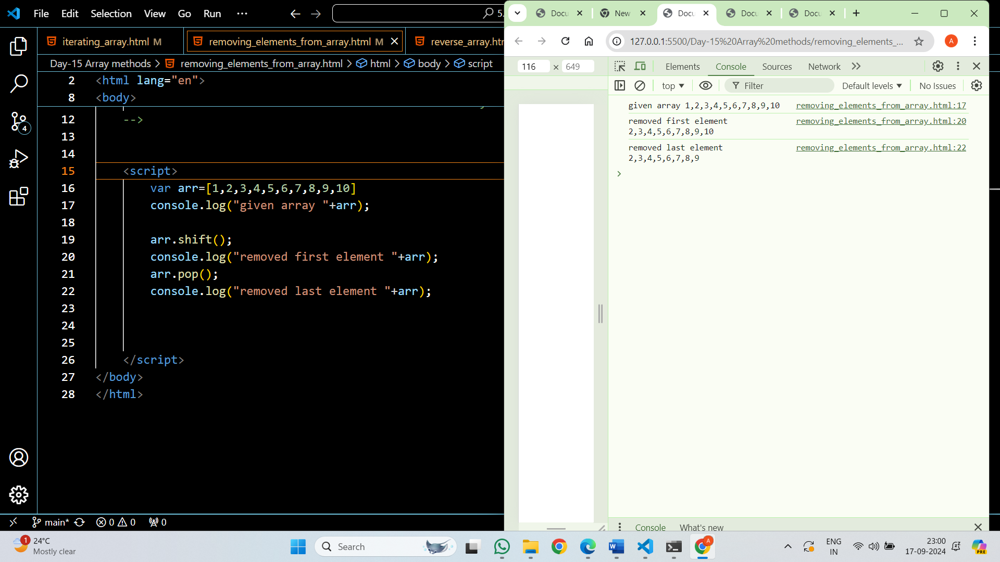 File Edit Selection View Go Run ···
5.
iterating_array.html M
removing_elements_from_array.html M
Day-15 Array methods > removing_elements_from_array.html > html > body > script
2 <html lang="en">
8 <body>
12 -->
13
14
15 <script>
16 var arr=[1,2,3,4,5,6,7,8,9,10]
17 console.log("given array "+arr);
18
19 arr.shift();
20 console.log("removed first element "+arr);
21 arr.pop();
22 console.log("removed last element "+arr);
23
24
25
26 </script>
27 </body>
28 </html>
4
main* 0 0 0
Docu New Docu Docu Docu
127.0.0.1:5500/Day-15%20Array%20methods/removing_elements_...
A
116 × 649
Elements Console Sources Network
top Filter Default levels No Issues
given array 1,2,3,4,5,6,7,8,9,10 removing_elements_from_array.html:17
removed first element removing_elements_from_array.html:20
2,3,4,5,6,7,8,9,10
removed last element removing_elements_from_array.html:22
2,3,4,5,6,7,8,9
>
Console What's new
1
24°C
Mostly clear
Search
A
ENG
IN
23:00
17-09-2024
PRE